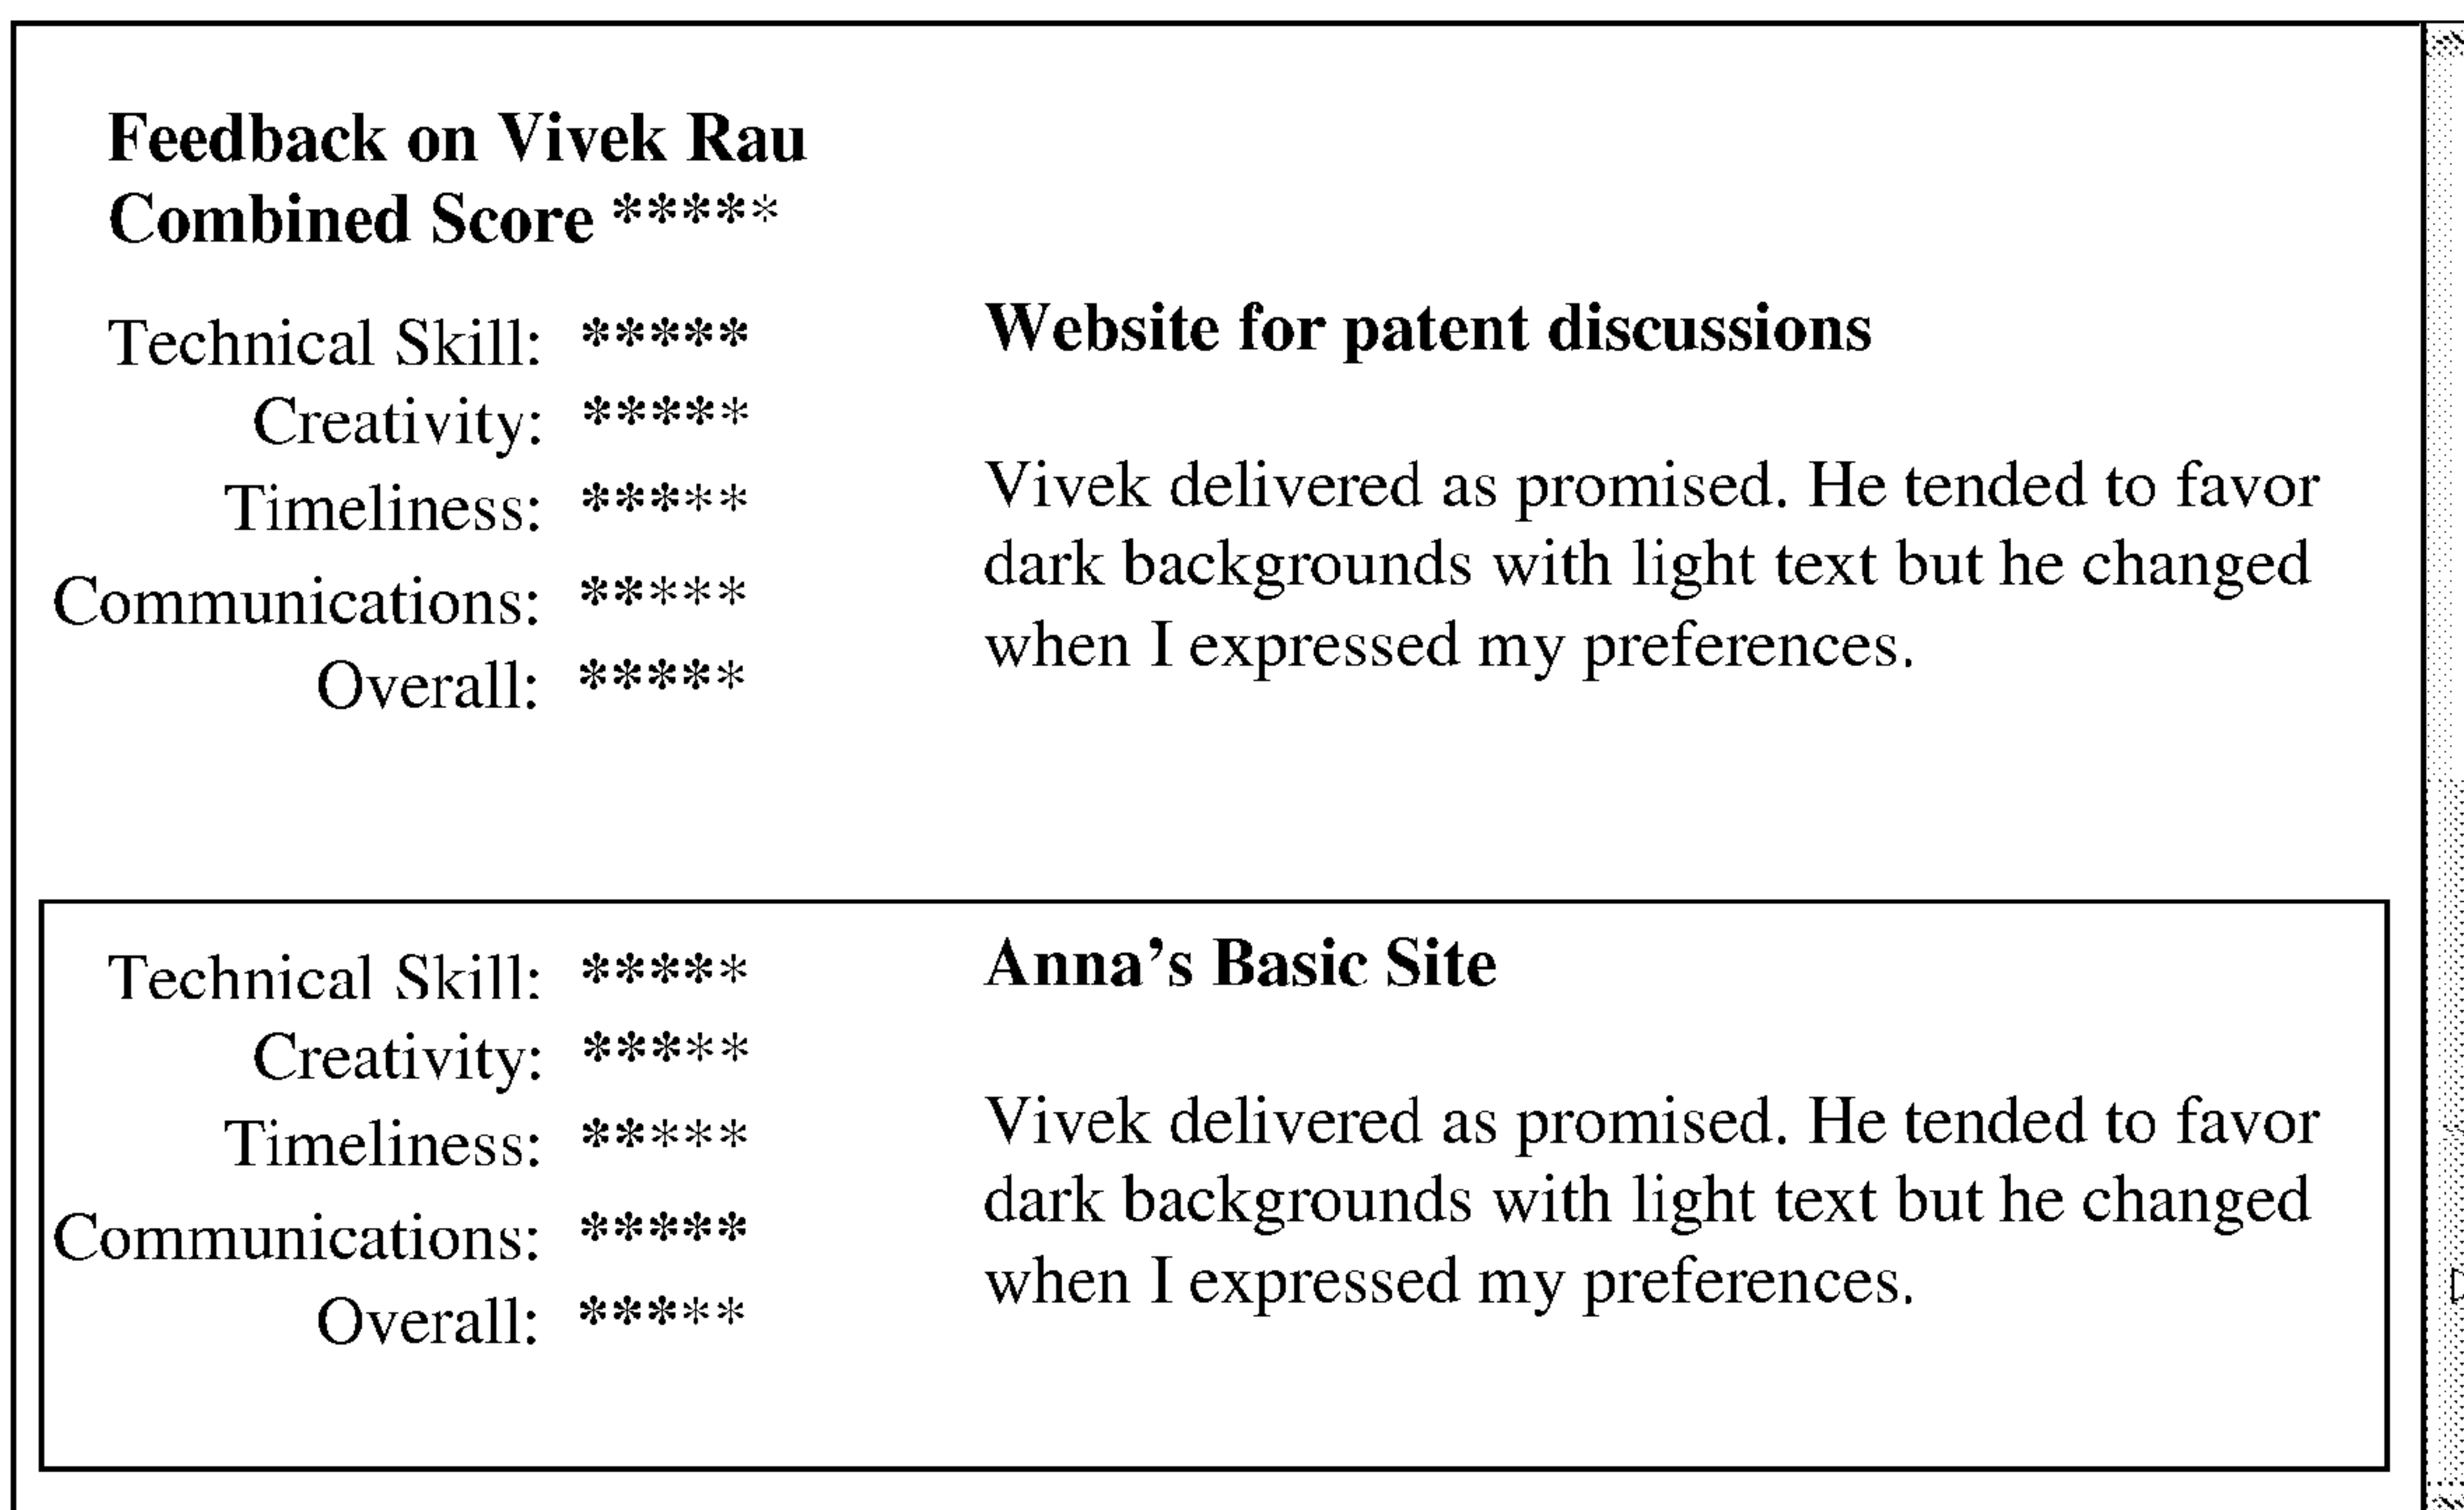 Feedback on Vivek Rau
Combined Score *****
Technical Skill: *****
Creativity: *****
Timeliness: *****
Communications: *****
Overall: *****
Website for patent discussions
Vivek delivered as promised. He tended to favor
dark backgrounds with light text but he changed
when I expressed my preferences.
Technical Skill: *****
Creativity: *****
Timeliness: *****
Communications: *****
Overall: *****
Anna's Basic Site
Vivek delivered as promised. He tended to favor
dark backgrounds with light text but he changed
when I expressed my preferences.